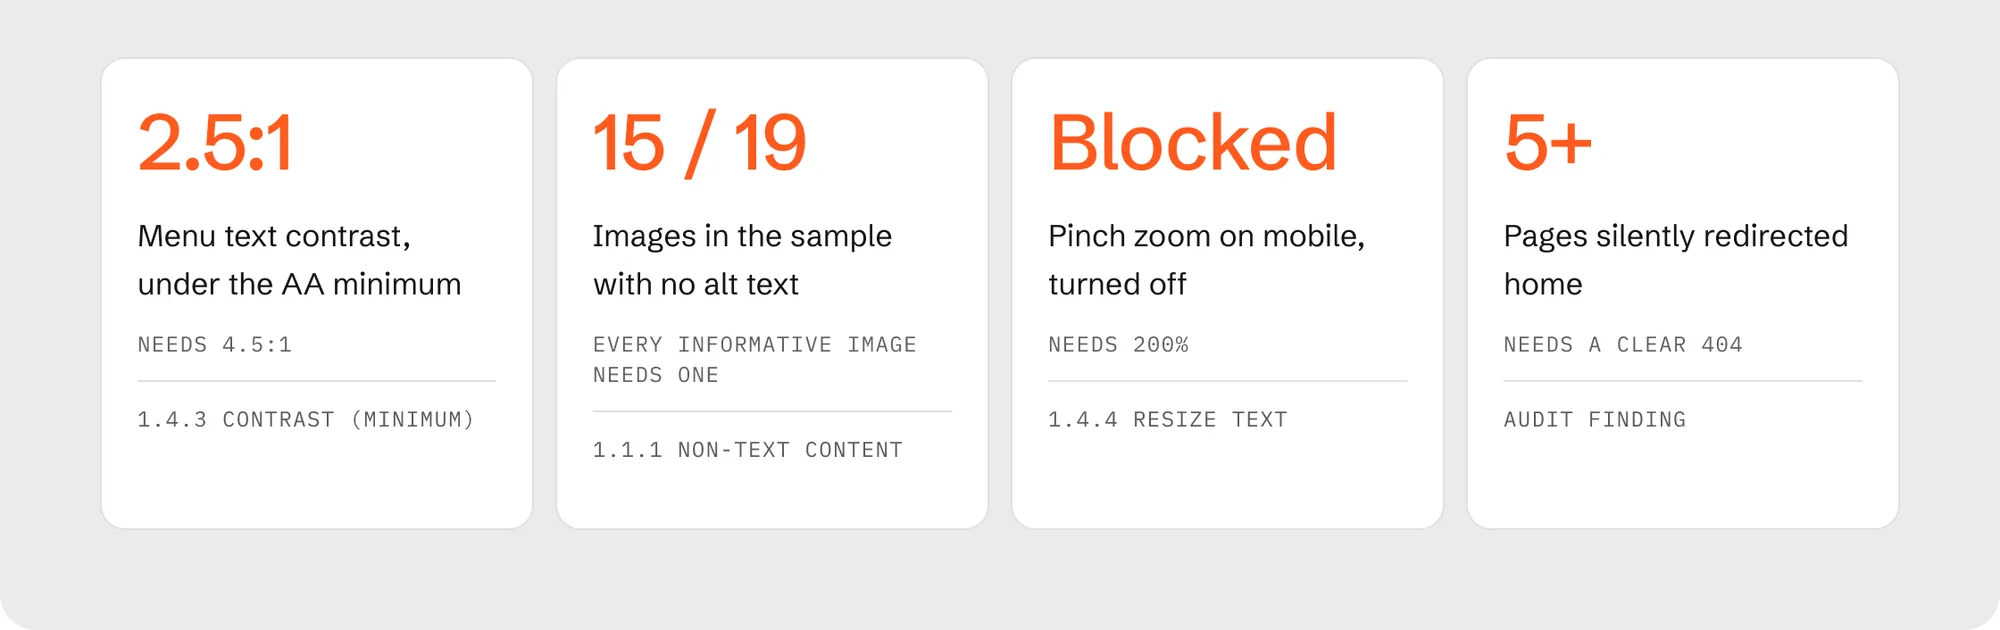 2.5:1
Menu text contrast,
under the AA minimum
NEEDS 4.5:1
1.4.3 CONTRAST (MINIMUM)
15 / 19
Images in the sample
with no alt text
EVERY INFORMATIVE IMAGE
NEEDS ONE
1.1.1 NON-TEXT CONTENT
Blocked
Pinch zoom on mobile,
turned off
NEEDS 200%
1.4.4 RESIZE TEXT
5+
Pages silently redirected
home
NEEDS A CLEAR 404
AUDIT FINDING